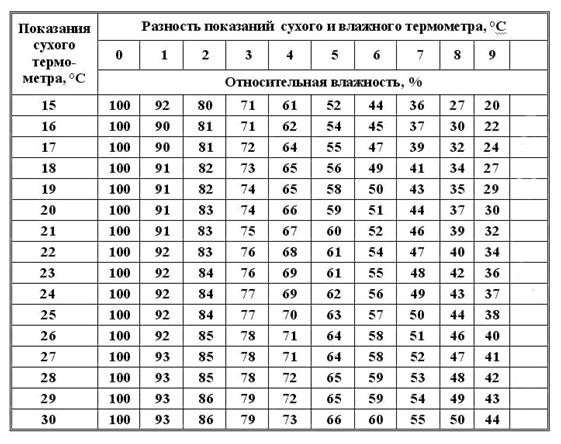 Показания сухого термо- метра, °С
Разность показаний сухого и влажного термометра, °С
0 1 2 3 4 5 6 7 8 9
Относительная влажность, %
15 100 92 80 71 61 52 44 36 27 20
16 100 90 81 71 62 54 45 37 30 22
17 100 90 81 72 64 55 47 39 32 24
18 100 91 82 73 65 56 49 41 34 27
19 100 91 82 74 65 58 50 43 35 29
20 100 91 83 74 66 59 51 44 37 30
21 100 91 83 75 67 60 52 46 39 32
22 100 92 83 76 68 61 54 47 40 34
23 100 92 84 76 69 61 55 48 42 36
24 100 92 84 77 69 62 56 49 43 37
25 100 92 84 77 70 63 57 50 44 38
26 100 92 85 78 71 64 58 51 46 40
27 100 93 85 78 71 64 58 52 47 41
28 100 93 85 78 72 65 59 53 48 42
29 100 93 86 79 72 65 59 54 49 43
30 100 93 86 79 73 66 60 55 50 44